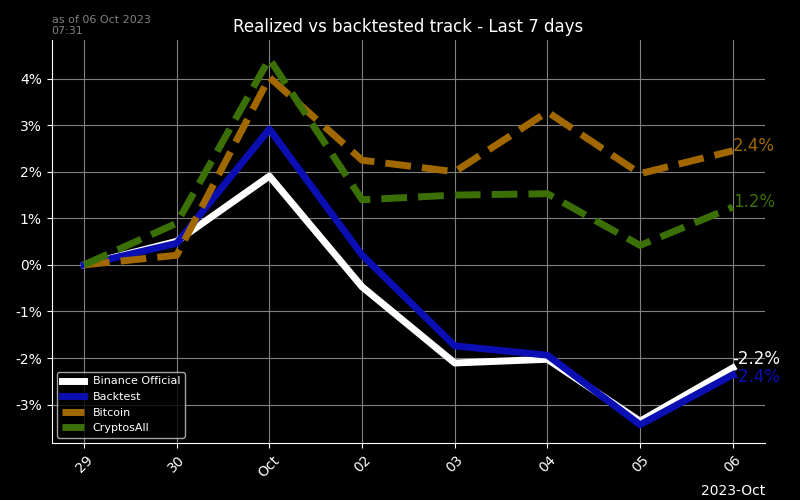 as of 06 Oct 2023
07:31
Realized vs backtested track - Last 7 days
4%
3%
2%
1%
0%
-1%
-2%
-3%
2.4%
1.2%
-2.2%
-2.4%
Binance Official
Backtest
Bitcoin
CryptosAll
29
30
Oct
02
03
04
05
06
2023-Oct